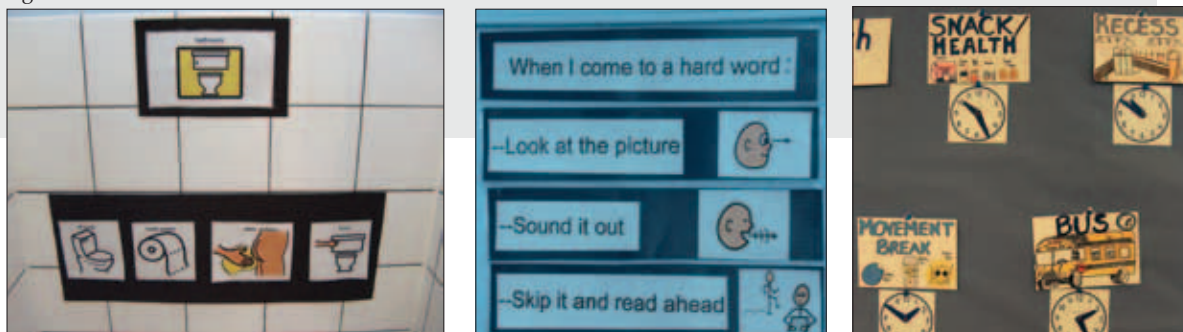 When I come to a hard word:
--Look at the picture
--Sound it out
--Skip it and read ahead
h
SNACK/
HEALTH
RECESS
MOVEMENT
BREAK
BUS